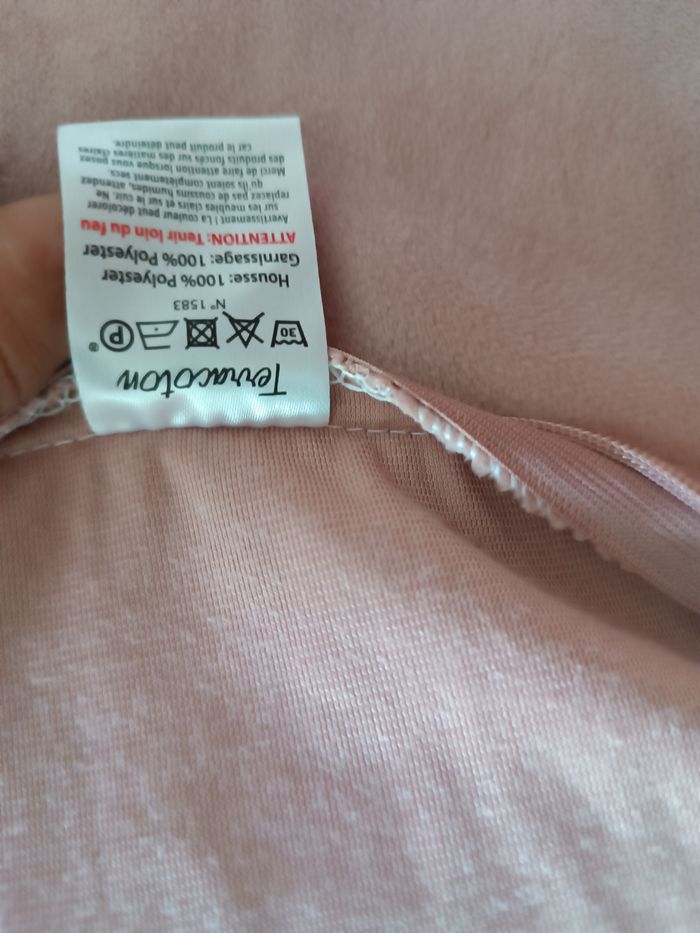 Terracoton
30 P ®
N° 1583
Housse: 100% Polyester
Garnissage: 100% Polyester
ATTENTION: Tenir loin du feu
Avertissement ! La couleur peut décolorer
sur les meubles clairs et sur le cuir. Ne
replacez pas de coussins humides, attendez
qu'ils soient complètement secs.
Merci de faire attention lorsque vous posez
des produits foncés sur des matières claires
car le produit peut déteindre.